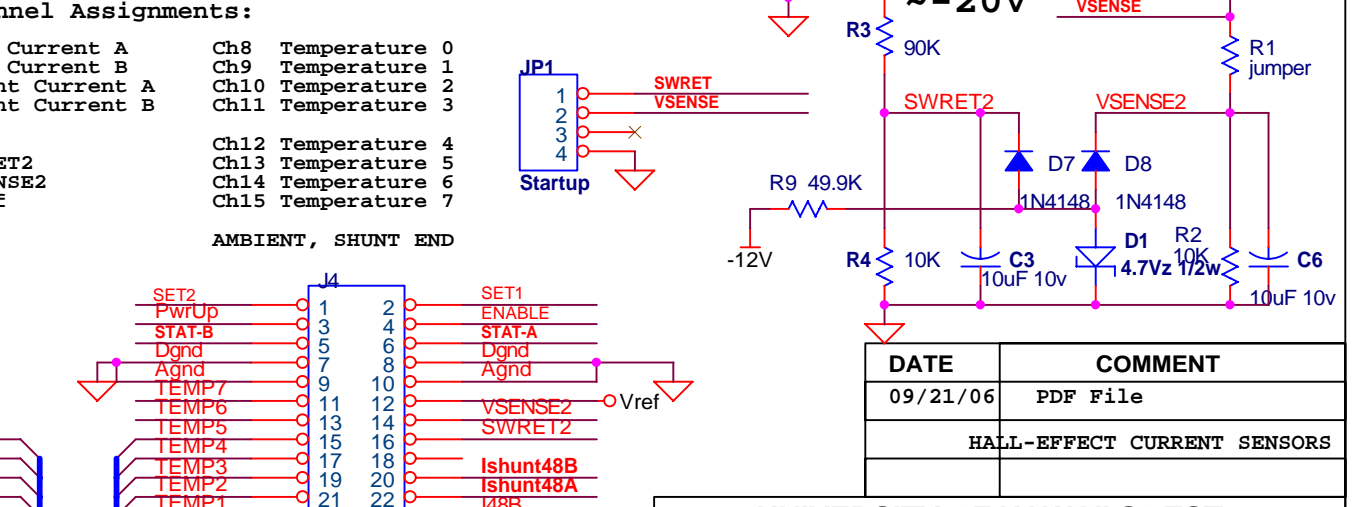 nnel Assignments:
Current A Ch8 Temperature 0
Current B Ch9 Temperature 1
nt Current A Ch10 Temperature 2
nt Current B Ch11 Temperature 3
Ch12 Temperature 4
ET2 Ch13 Temperature 5
NSE2 Ch14 Temperature 6
f Ch15 Temperature 7
AMBIENT, SHUNT END
JP1
1 SWRET
2 VSENSE
3
4
Startup
~-20V
VSENSE
R3
90K
R1
jumper
SWRET2
VSENSE2
D7
D8
R9 49.9K
1N4148
1N4148
-12V
R4 10K
C3
10uF 10v
D1
4.7Vz 1/2w
R2
10K
C6
10uF 10v
J4
SET2 1 2 SET1
PwrUp 3 4 ENABLE
STAT-B 5 6 STAT-A
Dgnd 7 8 Dgnd
Agnd 9 10 Agnd
TEMP7 11 12 Vref
TEMP6 13 14 VSENSE2
TEMP5 15 16 SWRET2
TEMP4 17 18
TEMP3 19 20 Ishunt48B
TEMP2 21 22 Ishunt48A
TEMP1 I48B
DATE COMMENT
09/21/06 PDF File
HALL-EFFECT CURRENT SENSORS